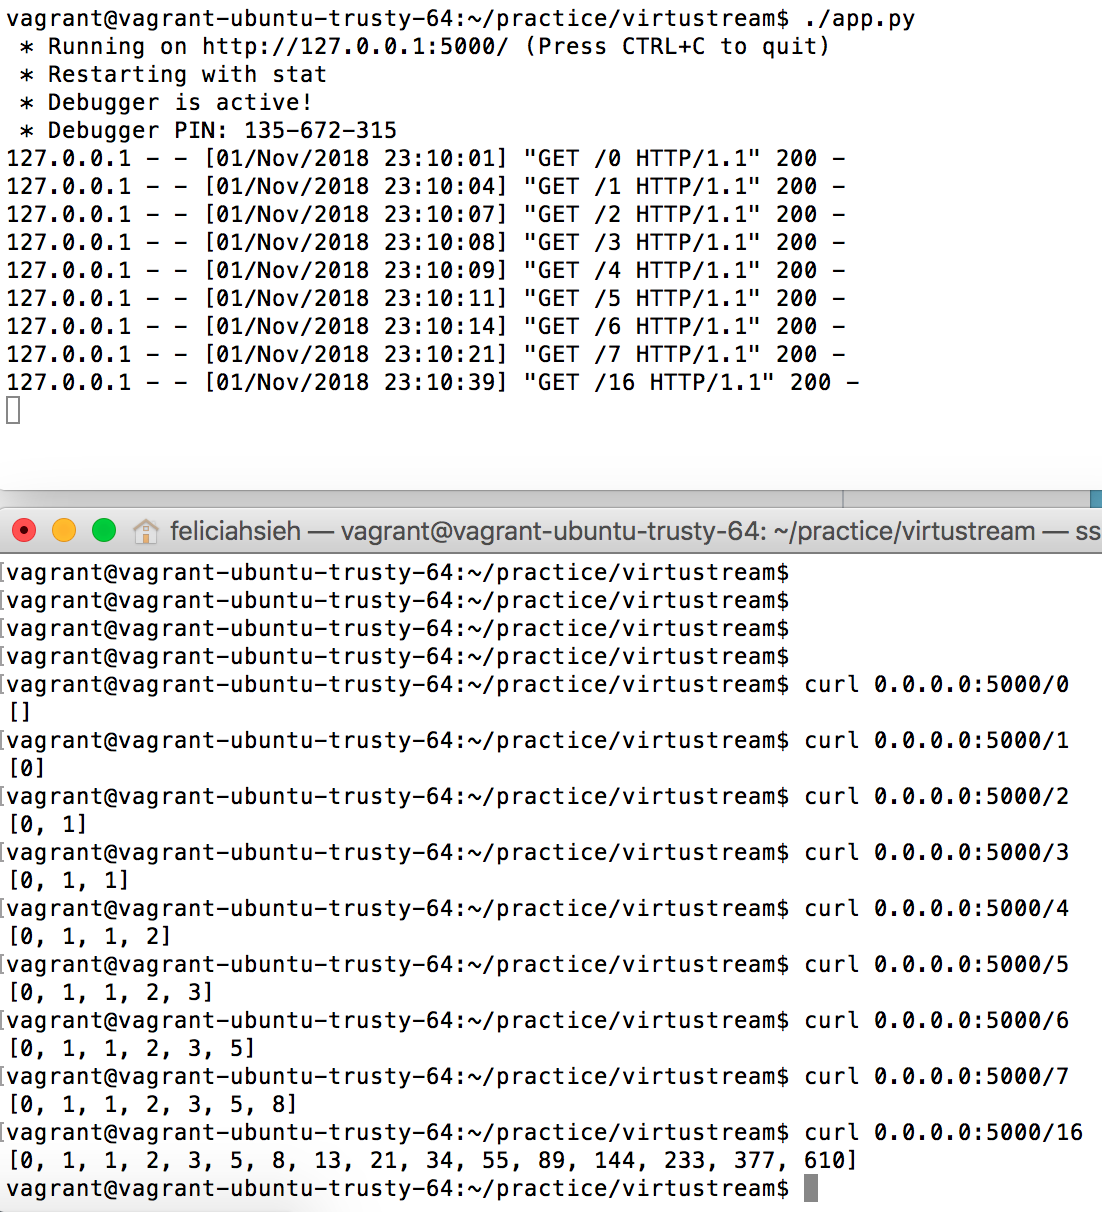 vagrant@vagrant-ubuntu-trusty-64:~/practice/virtustream$ ./app.py
 * Running on http://127.0.0.1:5000/ (Press CTRL+C to quit)
 * Restarting with stat
 * Debugger is active!
 * Debugger PIN: 135-672-315
127.0.0.1 - - [01/Nov/2018 23:10:01] "GET /0 HTTP/1.1" 200 -
127.0.0.1 - - [01/Nov/2018 23:10:04] "GET /1 HTTP/1.1" 200 -
127.0.0.1 - - [01/Nov/2018 23:10:07] "GET /2 HTTP/1.1" 200 -
127.0.0.1 - - [01/Nov/2018 23:10:08] "GET /3 HTTP/1.1" 200 -
127.0.0.1 - - [01/Nov/2018 23:10:09] "GET /4 HTTP/1.1" 200 -
127.0.0.1 - - [01/Nov/2018 23:10:11] "GET /5 HTTP/1.1" 200 -
127.0.0.1 - - [01/Nov/2018 23:10:14] "GET /6 HTTP/1.1" 200 -
127.0.0.1 - - [01/Nov/2018 23:10:21] "GET /7 HTTP/1.1" 200 -
127.0.0.1 - - [01/Nov/2018 23:10:39] "GET /16 HTTP/1.1" 200 -
feliciahsieh — vagrant@vagrant-ubuntu-trusty-64: ~/practice/virtustream — ss
[vagrant@vagrant-ubuntu-trusty-64:~/practice/virtustream$
[vagrant@vagrant-ubuntu-trusty-64:~/practice/virtustream$
[vagrant@vagrant-ubuntu-trusty-64:~/practice/virtustream$
[vagrant@vagrant-ubuntu-trusty-64:~/practice/virtustream$
[vagrant@vagrant-ubuntu-trusty-64:~/practice/virtustream$ curl 0.0.0.0:5000/0
[]
[vagrant@vagrant-ubuntu-trusty-64:~/practice/virtustream$ curl 0.0.0.0:5000/1
[0]
[vagrant@vagrant-ubuntu-trusty-64:~/practice/virtustream$ curl 0.0.0.0:5000/2
[0, 1]
[vagrant@vagrant-ubuntu-trusty-64:~/practice/virtustream$ curl 0.0.0.0:5000/3
[0, 1, 1]
[vagrant@vagrant-ubuntu-trusty-64:~/practice/virtustream$ curl 0.0.0.0:5000/4
[0, 1, 1, 2]
[vagrant@vagrant-ubuntu-trusty-64:~/practice/virtustream$ curl 0.0.0.0:5000/5
[0, 1, 1, 2, 3]
[vagrant@vagrant-ubuntu-trusty-64:~/practice/virtustream$ curl 0.0.0.0:5000/6
[0, 1, 1, 2, 3, 5]
[vagrant@vagrant-ubuntu-trusty-64:~/practice/virtustream$ curl 0.0.0.0:5000/7
[0, 1, 1, 2, 3, 5, 8]
[vagrant@vagrant-ubuntu-trusty-64:~/practice/virtustream$ curl 0.0.0.0:5000/16
[0, 1, 1, 2, 3, 5, 8, 13, 21, 34, 55, 89, 144, 233, 377, 610]
vagrant@vagrant-ubuntu-trusty-64:~/practice/virtustream$